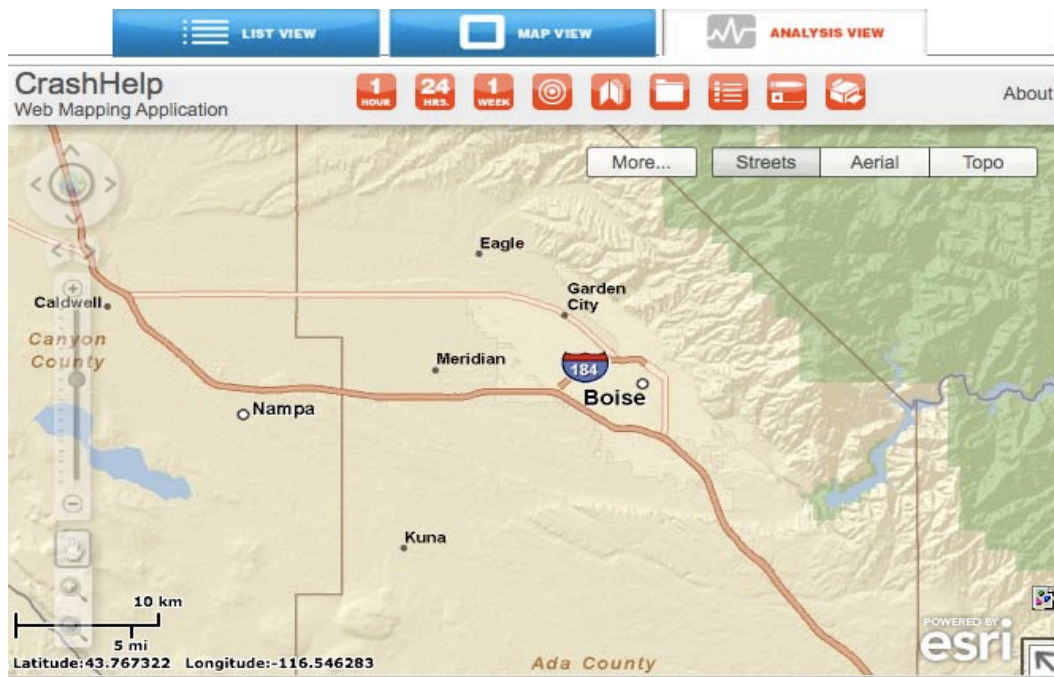 LIST VIEW
MAP VIEW
ANALYSIS VIEW
CrashHelp
Web Mapping Application
1
HOUR
24
HRS.
1
WEEK
About
More...
Streets
Aerial
Topo
Eagle
Garden
City
Caldwell
Canyon
County
Meridian
184
Boise
Nampa
Kuna
10 km
5 mi
Latitude:43.767322 Longitude:-116.546283
Ada County
POWERED BY
esri